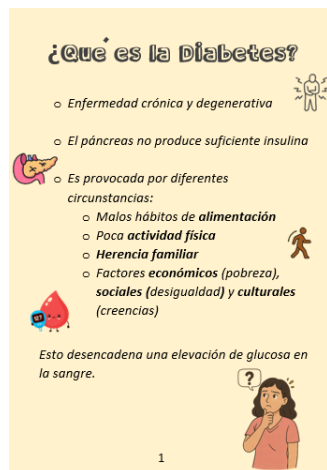 ¿Qué es la Diabetes?
o Enfermedad crónica y degenerativa
o El páncreas no produce suficiente insulina
o Es provocada por diferentes
circunstancias:
o Malos hábitos de alimentación
o Poca actividad física
o Herencia familiar
o Factores económicos (pobreza),
sociales (desigualdad) y culturales
(creencias)
Esto desencadena una elevación de glucosa en
la sangre.
?
1